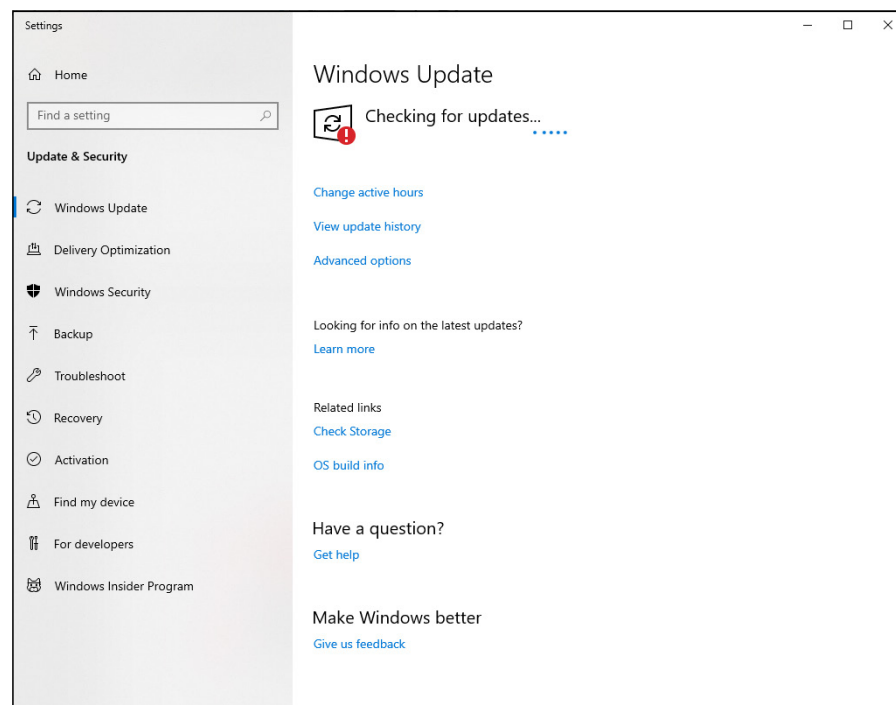 Settings
Home
Find a setting
Update & Security
Windows Update
Delivery Optimization
Windows Security
Backup
Troubleshoot
Recovery
Activation
Find my device
For developers
Windows Insider Program
Windows Update
Checking for updates...
Change active hours
View update history
Advanced options
Looking for info on the latest updates?
Learn more
Related links
Check Storage
OS build info
Have a question?
Get help
Make Windows better
Give us feedback